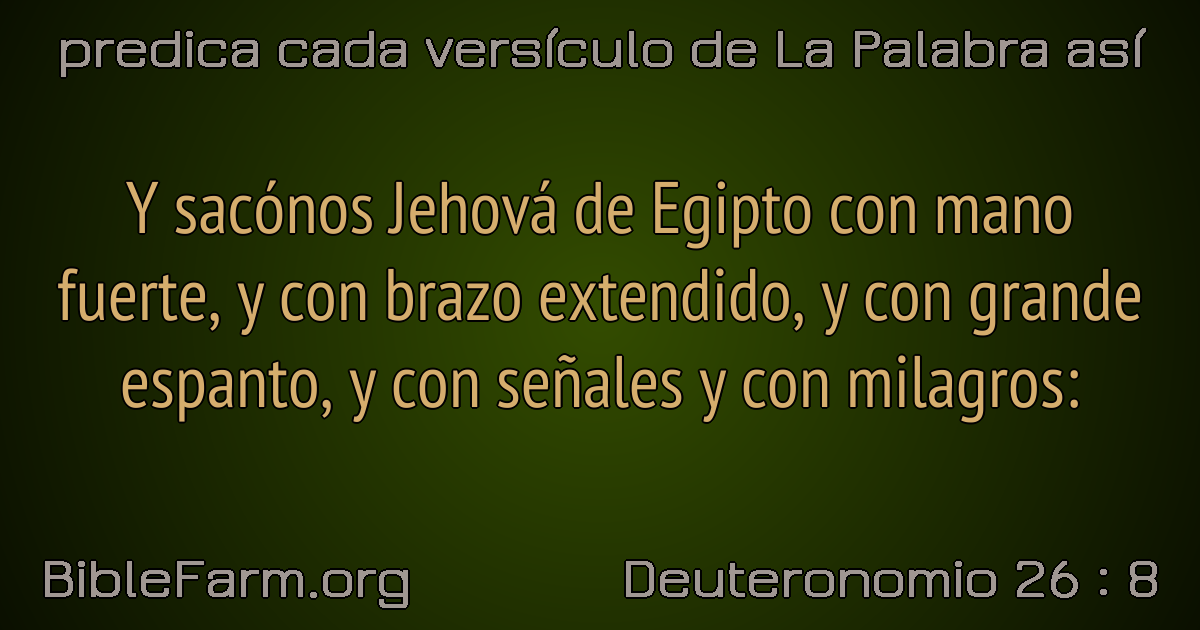 predica cada versículo de La Palabra así
Y sacónos Jehová de Egipto con mano
fuerte, y con brazo extendido, y con grande
espanto, y con señales y con milagros:
BibleFarm.org
Deuteronomio 26 : 8